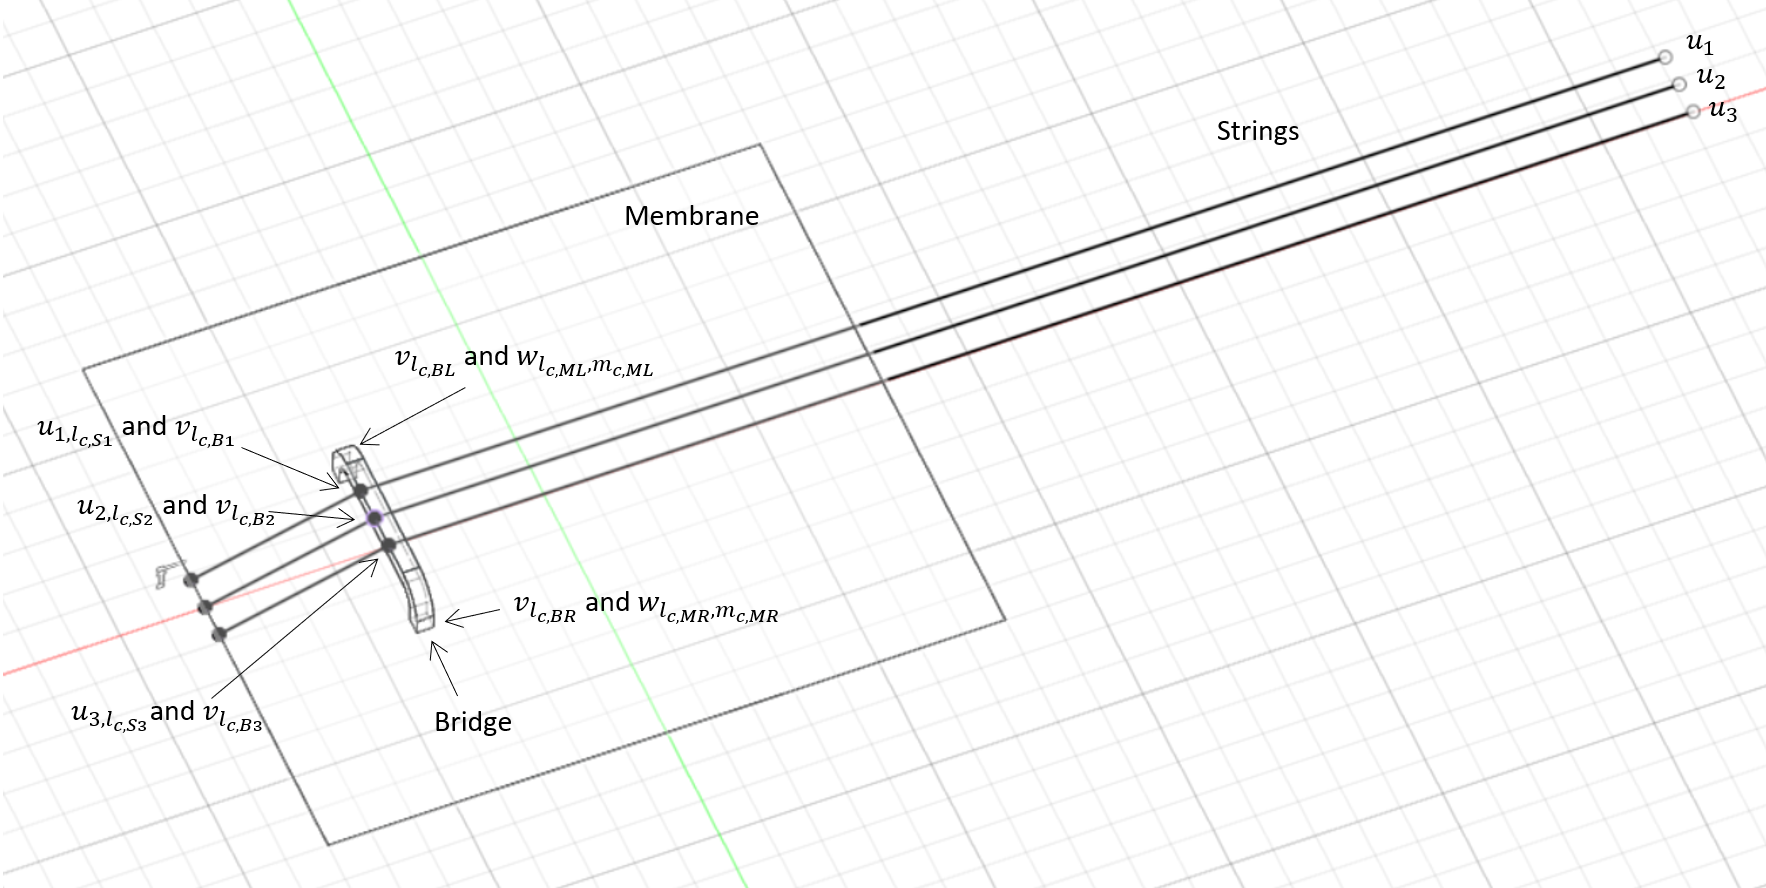 u₁
u₂
u₃
Strings
Membrane
v_{l_{c,BL}} and w_{l_{c,ML},m_{c,ML}}
u_{1,l_{c,S1}} and v_{l_{c,B1}}
u_{2,l_{c,S2}} and v_{l_{c,B2}}
v_{l_{c,BR}} and w_{l_{c,MR},m_{c,MR}}
u_{3,l_{c,S3}} and v_{l_{c,B3}}
Bridge